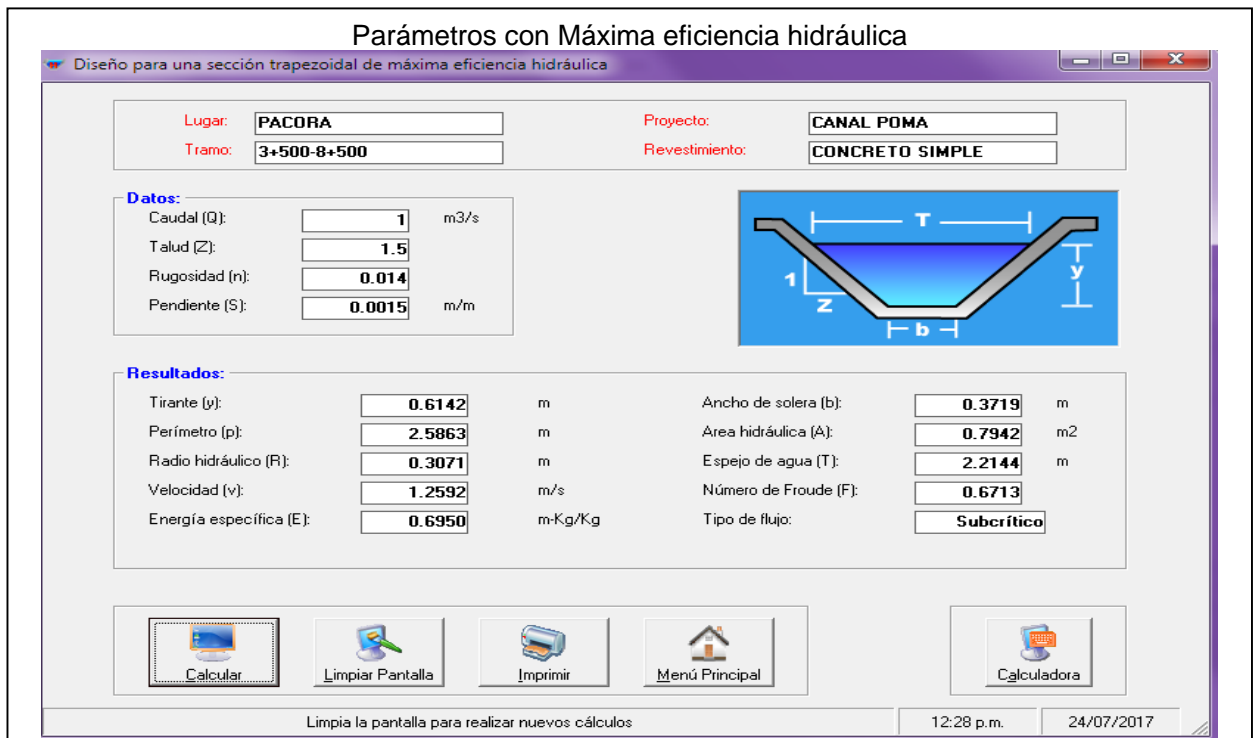 Parámetros con Máxima eficiencia hidráulica
Diseño para una sección trapezoidal de máxima eficiencia hidráulica
Lugar: PACORA Proyecto: CANAL POMA
Tramo: 3+500-8+500 Revestimiento: CONCRETO SIMPLE
Datos:
Caudal (Q): 1 m3/s
Talud (Z): 1.5
Rugosidad (n): 0.014
Pendiente (S): 0.0015 m/m
T
y
1
Z
b
Resultados:
Tirante (y): 0.6142 m Ancho de solera (b): 0.3719 m
Perímetro (p): 2.5863 m Area hidráulica (A): 0.7942 m2
Radio hidráulico (R): 0.3071 m Espejo de agua (T): 2.2144 m
Velocidad (v): 1.2592 m/s Número de Froude (F): 0.6713
Energía específica (E): 0.6950 m-Kg/Kg Tipo de flujo: Subcrítico
Calcular Limpiar Pantalla Imprimir Menú Principal Calculadora
Limpia la pantalla para realizar nuevos cálculos 12:28 p.m. 24/07/2017